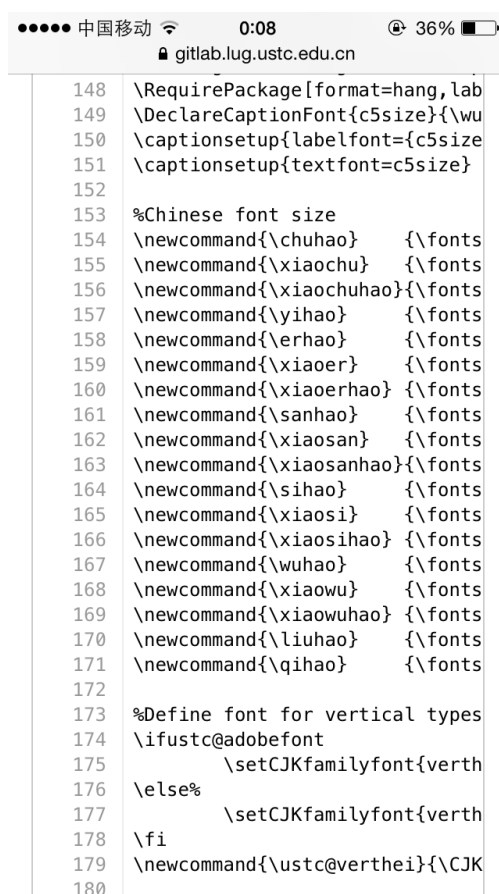 ●●●●● 中国移动 0:08 36%
gitlab.lug.ustc.edu.cn
148 \RequirePackage[format=hang,lab
149 \DeclareCaptionFont{c5size}{\wu
150 \captionsetup{labelfont={c5size
151 \captionsetup{textfont=c5size}
152
153 %Chinese font size
154 \newcommand{\chuhao} {\fonts
155 \newcommand{\xiaochu} {\fonts
156 \newcommand{\xiaochuhao}{\fonts
157 \newcommand{\yihao} {\fonts
158 \newcommand{\erhao} {\fonts
159 \newcommand{\xiaoer} {\fonts
160 \newcommand{\xiaoerhao} {\fonts
161 \newcommand{\sanhao} {\fonts
162 \newcommand{\xiaosan} {\fonts
163 \newcommand{\xiaosanhao}{\fonts
164 \newcommand{\sihao} {\fonts
165 \newcommand{\xiaosi} {\fonts
166 \newcommand{\xiaosihao} {\fonts
167 \newcommand{\wuhao} {\fonts
168 \newcommand{\xiaowu} {\fonts
169 \newcommand{\xiaowuhao} {\fonts
170 \newcommand{\liuhao} {\fonts
171 \newcommand{\qihao} {\fonts
172
173 %Define font for vertical types
174 \ifustc@adobefont
175 \setCJKfamilyfont{verth
176 \else%
177 \setCJKfamilyfont{verth
178 \fi
179 \newcommand{\ustc@verthei}{\CJK
180